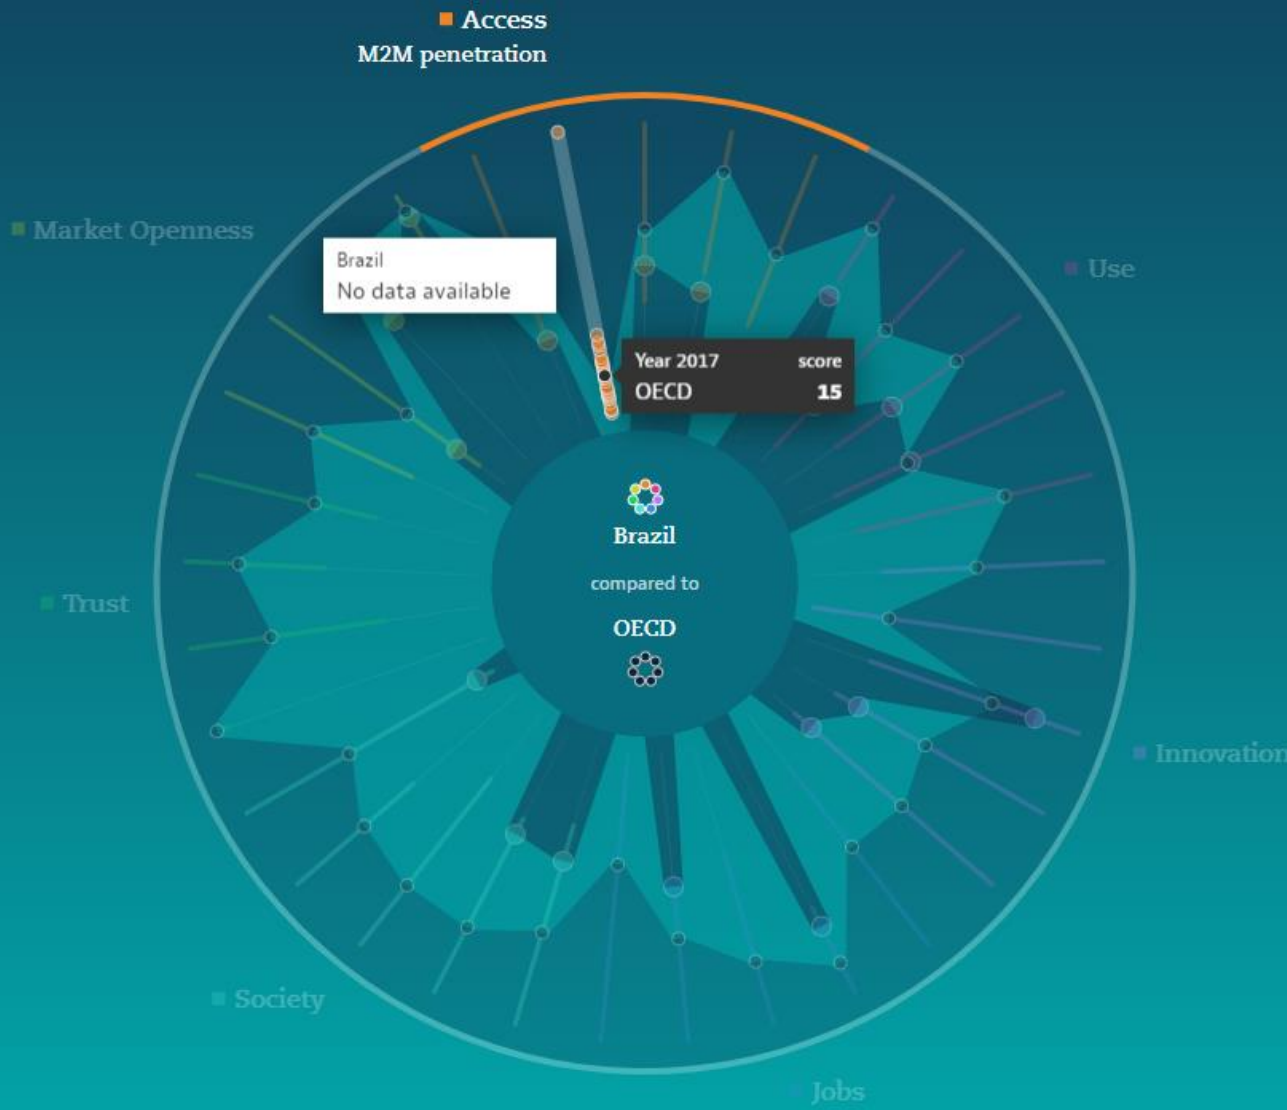 Access
M2M penetration
Market Openness
Use
Brazil
No data available
Year 2017 score
OECD 15
Brazil
compared to
OECD
Trust
Innovation
Society
Jobs